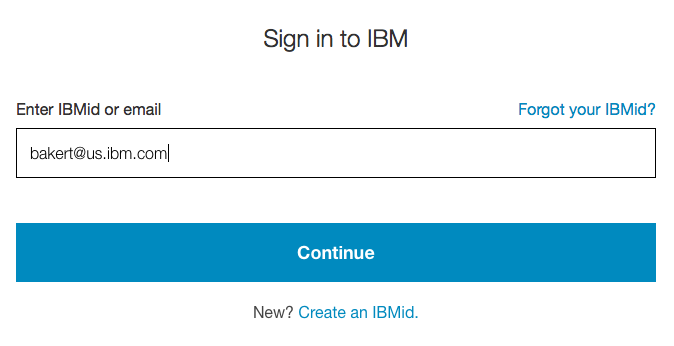 Sign in to IBM
Enter IBMid or email Forgot your IBMid?
bakert@us.ibm.com
Continue
New? Create an IBMid.